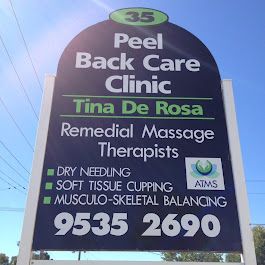 35
Peel
Back Care
Clinic
Tina De Rosa
Remedial Massage
Therapists
DRY NEEDLING
SOFT TISSUE CUPPING
MUSCULO-SKELETAL BALANCING
ATMS
9535 2690